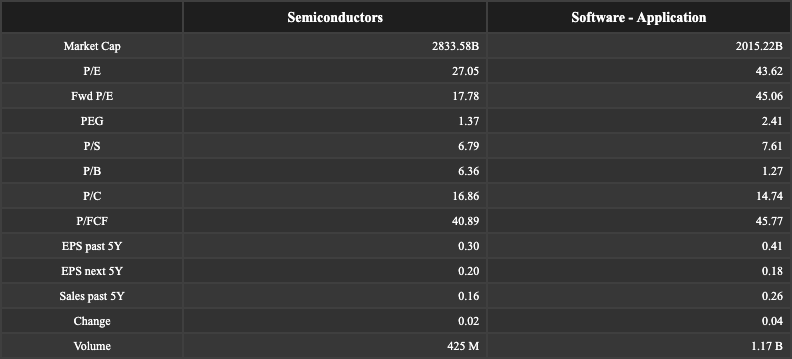 Semiconductors Software - Application
Market Cap 2833.58B 2015.22B
P/E 27.05 43.62
Fwd P/E 17.78 45.06
PEG 1.37 2.41
P/S 6.79 7.61
P/B 6.36 1.27
P/C 16.86 14.74
P/FCF 40.89 45.77
EPS past 5Y 0.30 0.41
EPS next 5Y 0.20 0.18
Sales past 5Y 0.16 0.26
Change 0.02 0.04
Volume 425 M 1.17 B